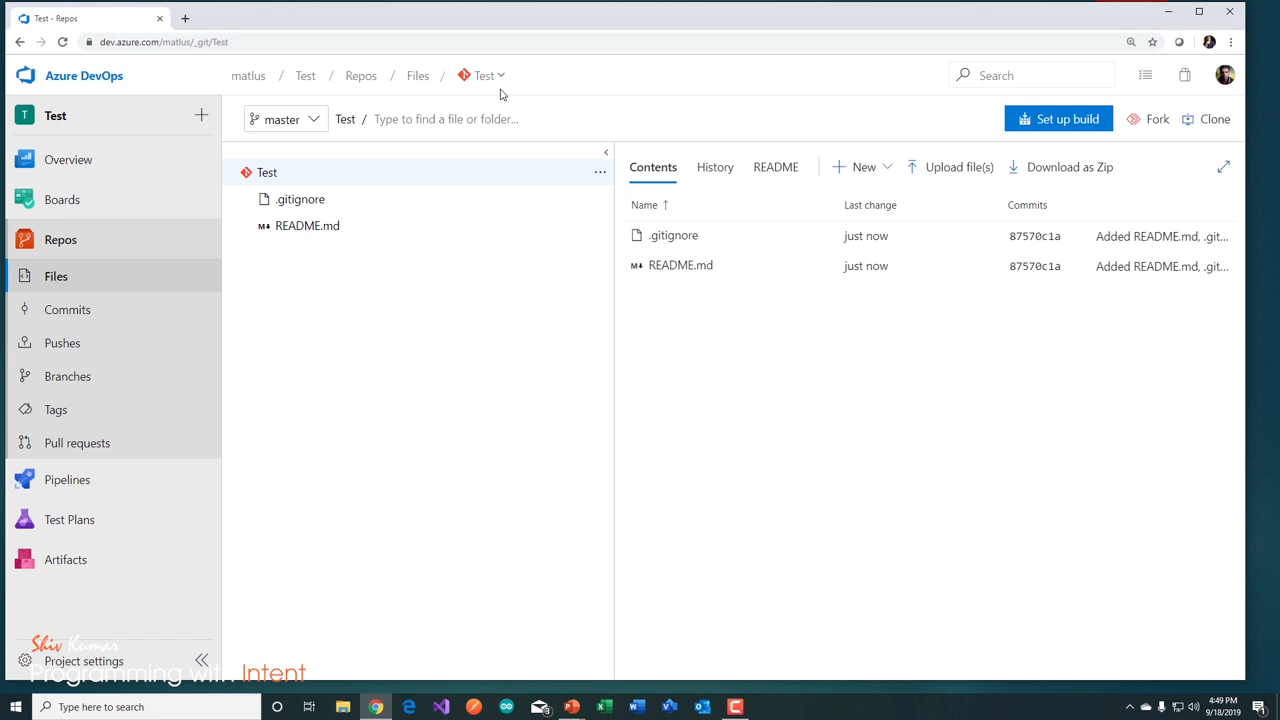 Test - Repos
dev.azure.com/matlus/_git/Test
Azure DevOps
matlus / Test / Repos / Files / Test
Search
T Test
master Test / Type to find a file or folder...
Set up build Fork Clone
Overview
Boards
Repos
Files
Commits
Pushes
Branches
Tags
Pull requests
Pipelines
Test Plans
Artifacts
Project settings
Test ...
.gitignore
M↓ README.md
Contents History README New Upload file(s) Download as Zip
Name ↑ Last change Commits
.gitignore just now 87570c1a Added README.md, .git...
M↓ README.md just now 87570c1a Added README.md, .git...
Shiv Kumar
Programming with Intent
Type here to search
4:49 PM
9/18/2019